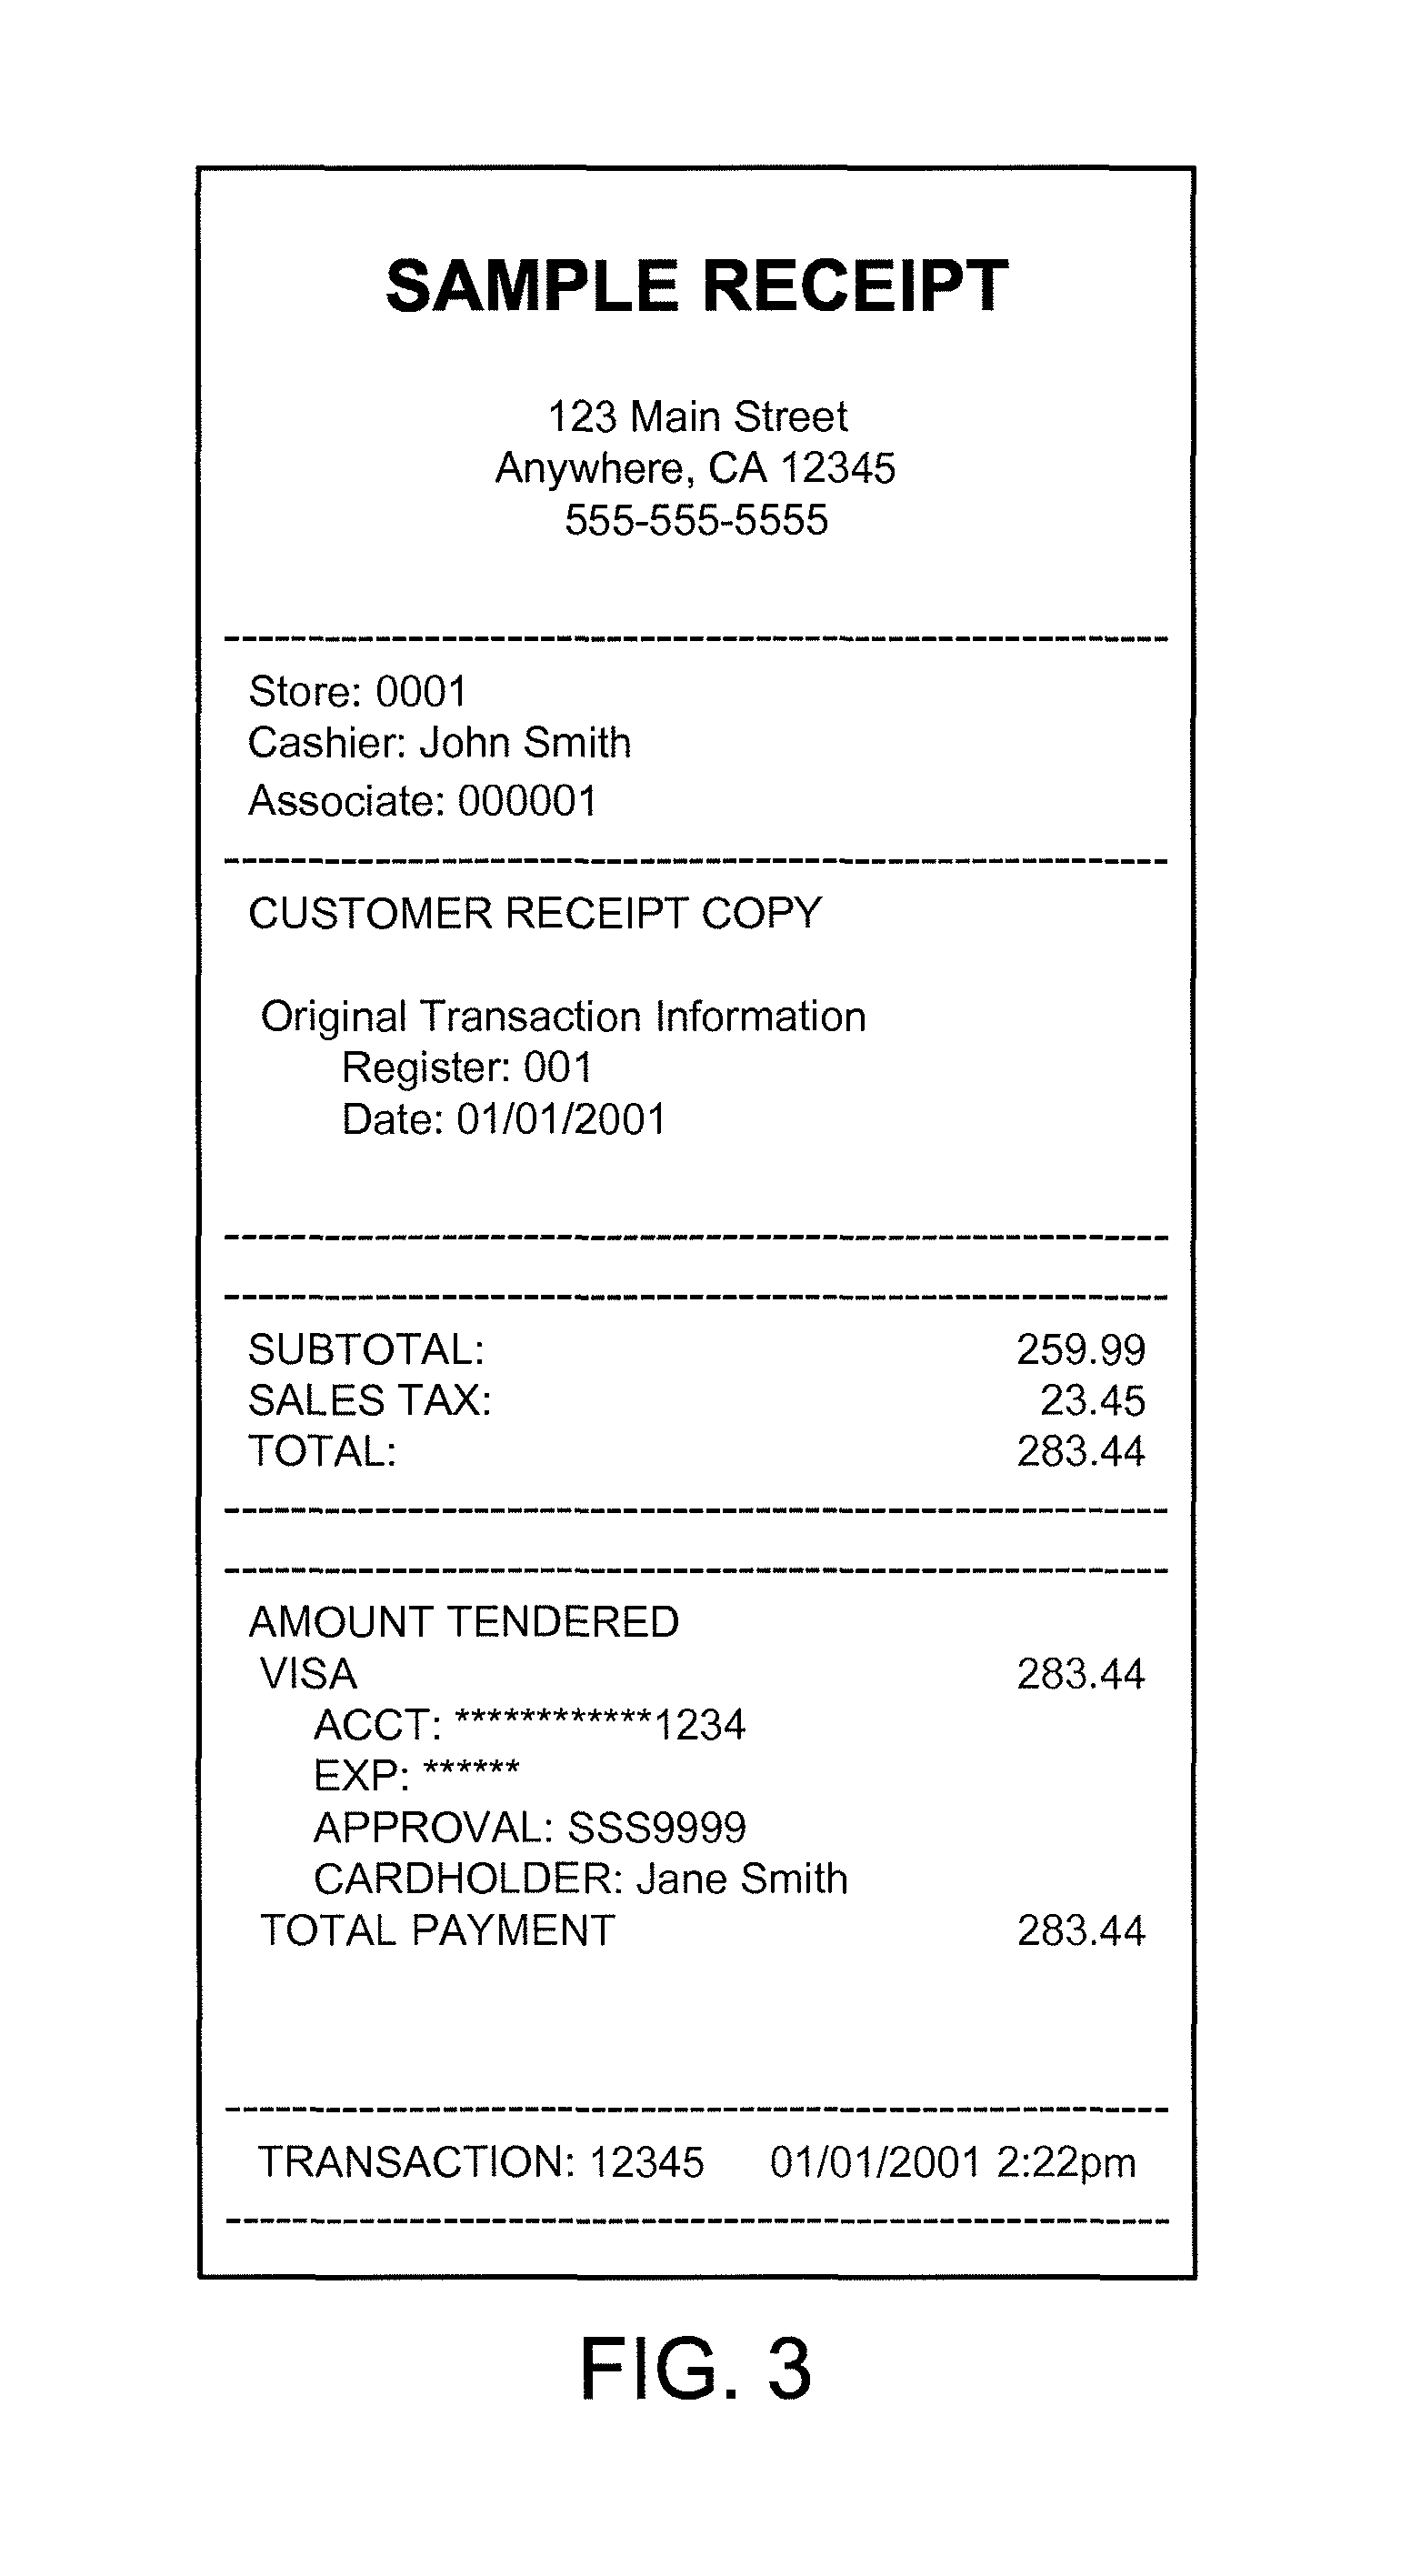 SAMPLE RECEIPT
123 Main Street
Anywhere, CA 12345
555-555-5555
Store: 0001
Cashier: John Smith
Associate: 000001
CUSTOMER RECEIPT COPY
Original Transaction Information
Register: 001
Date: 01/01/2001
SUBTOTAL: 259.99
SALES TAX: 23.45
TOTAL: 283.44
AMOUNT TENDERED
VISA 283.44
ACCT: ************1234
EXP: ******
APPROVAL: SSS9999
CARDHOLDER: Jane Smith
TOTAL PAYMENT 283.44
TRANSACTION: 12345 01/01/2001 2:22pm
FIG. 3